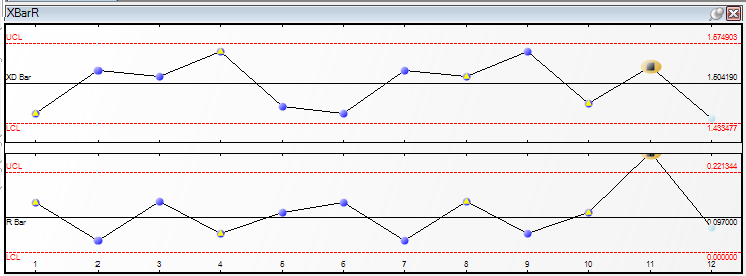 XBarR
UCL 1.674903
XD Bar 1.604190
LCL 1.433477
UCL 0.221344
R Bar 0.097000
LCL 0.000000
1 2 3 4 5 6 7 8 9 10 11 12